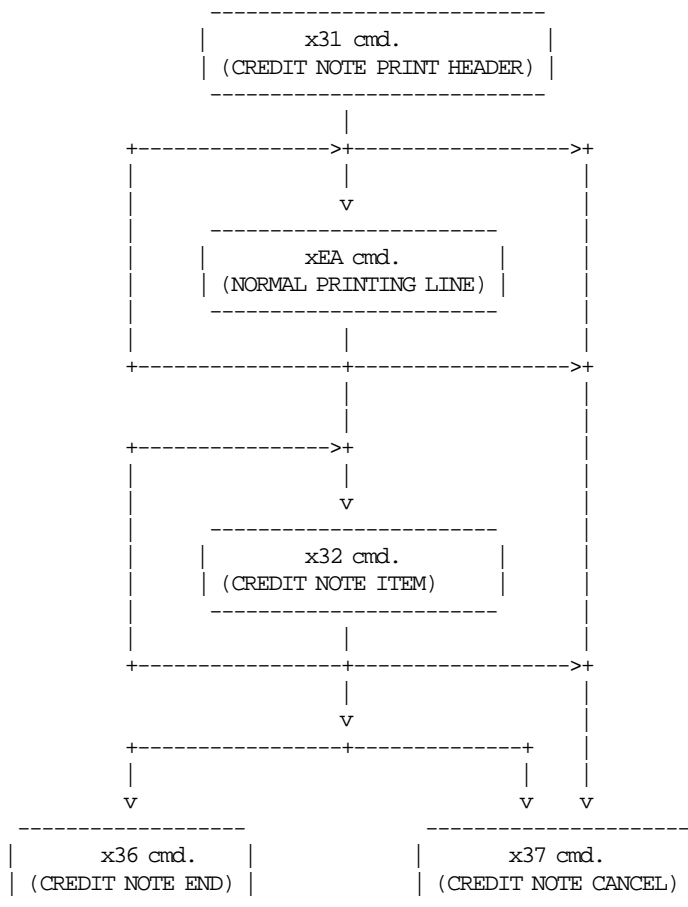 x31 cmd.
(CREDIT NOTE PRINT HEADER)
xEA cmd.
(NORMAL PRINTING LINE)
x32 cmd.
(CREDIT NOTE ITEM)
x36 cmd.
x37 cmd.
(CREDIT NOTE END)
(CREDIT NOTE CANCEL)